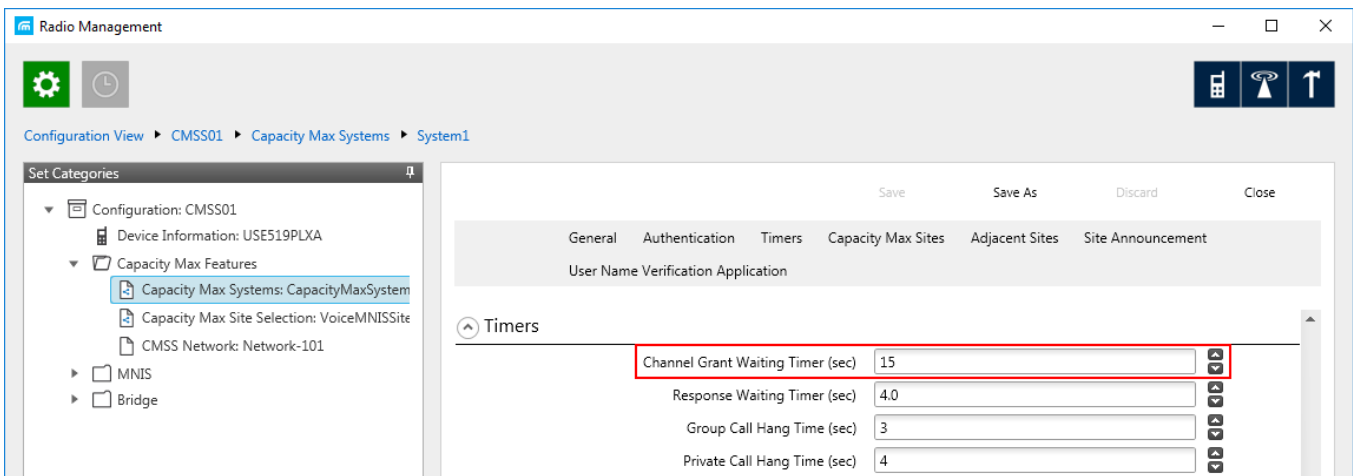 Radio Management
Configuration View CMSS01 Capacity Max Systems System1
Set Categories
Configuration: CMSS01
Device Information: USE519PLXA
Capacity Max Features
Capacity Max Systems: CapacityMaxSystem
Capacity Max Site Selection: VoiceMNISSite
CMSS Network: Network-101
MNIS
Bridge
Save Save As Discard Close
General Authentication Timers Capacity Max Sites Adjacent Sites Site Announcement
User Name Verification Application
Timers
Channel Grant Waiting Timer (sec) 15
Response Waiting Timer (sec) 4.0
Group Call Hang Time (sec) 3
Private Call Hang Time (sec) 4